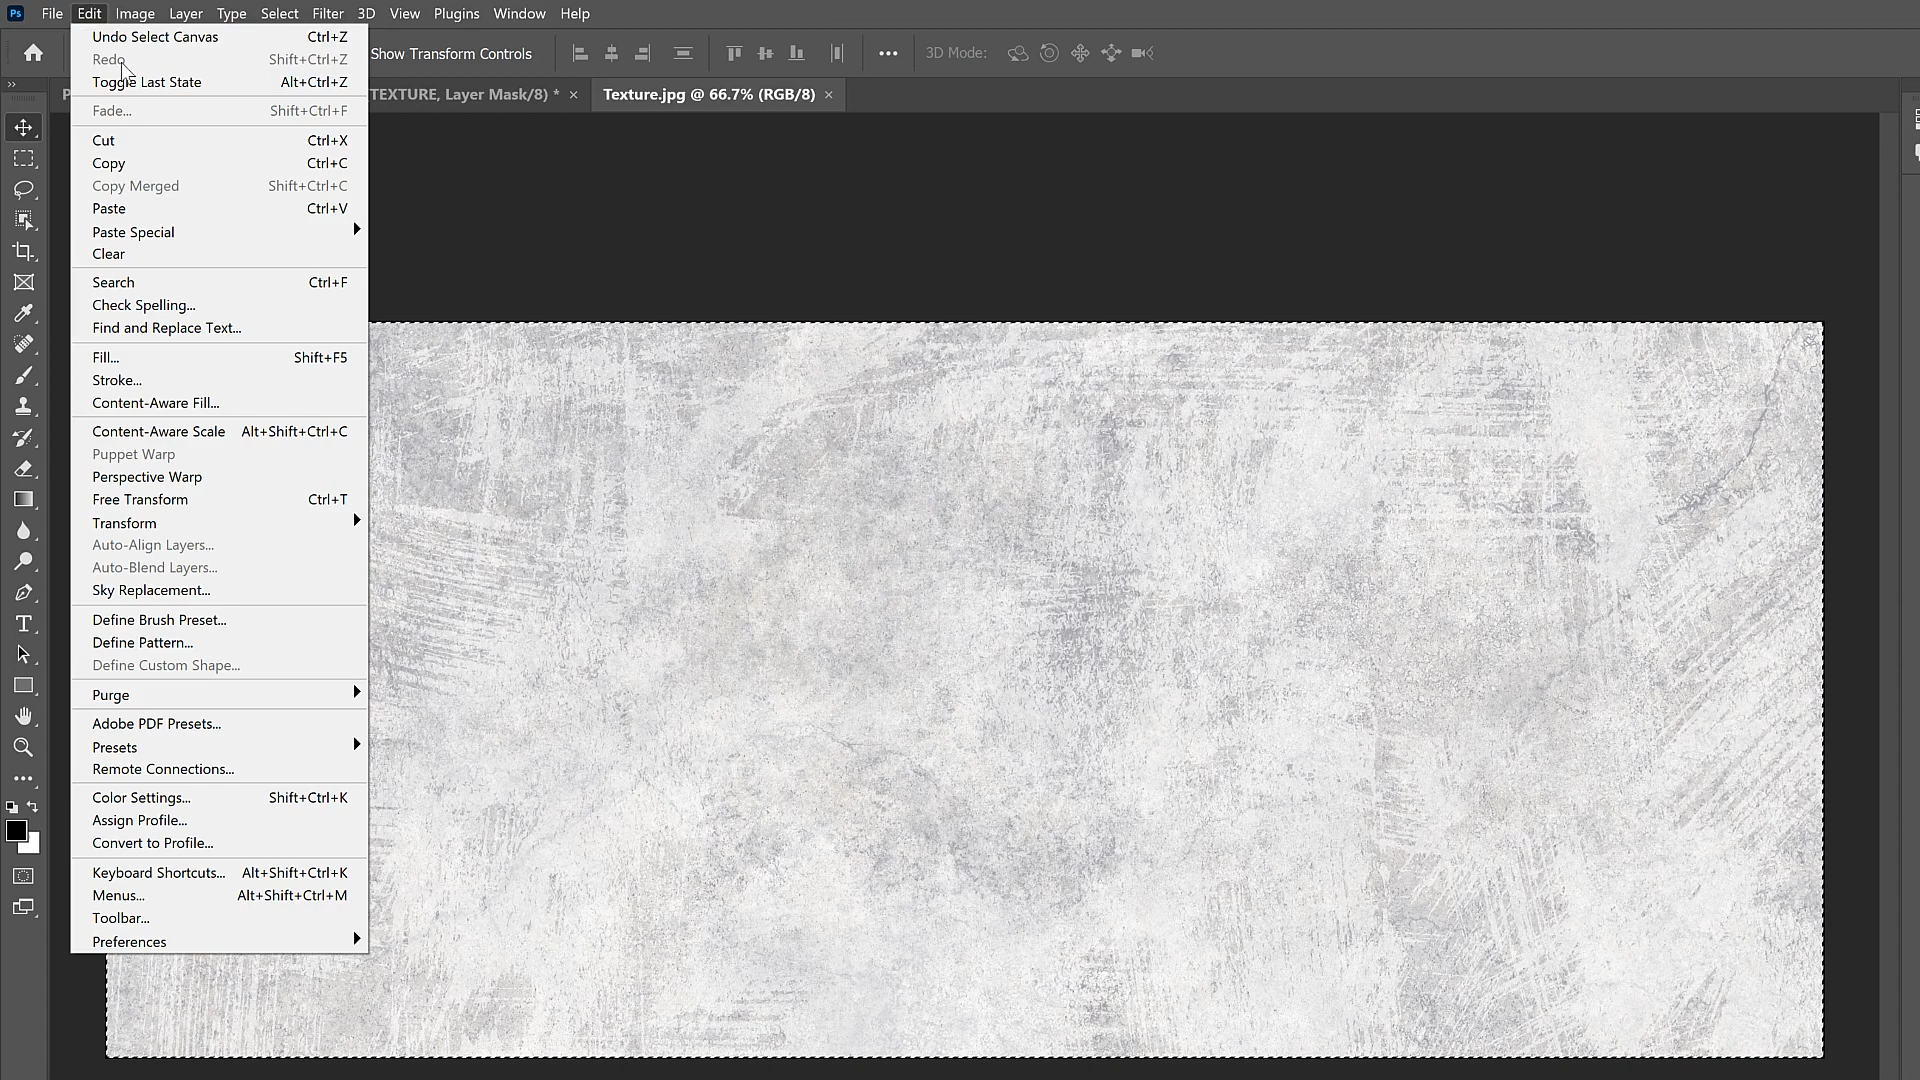 Ps File Edit Image Layer Type Select Filter 3D View Plugins Window Help
Show Transform Controls 3D Mode:
TEXTURE, Layer Mask/8) * × Texture.jpg @ 66.7% (RGB/8) ×
Undo Select Canvas Ctrl+Z
Redo Shift+Ctrl+Z
Toggle Last State Alt+Ctrl+Z
Fade... Shift+Ctrl+F
Cut Ctrl+X
Copy Ctrl+C
Copy Merged Shift+Ctrl+C
Paste Ctrl+V
Paste Special
Clear
Search Ctrl+F
Check Spelling...
Find and Replace Text...
Fill... Shift+F5
Stroke...
Content-Aware Fill...
Content-Aware Scale Alt+Shift+Ctrl+C
Puppet Warp
Perspective Warp
Free Transform Ctrl+T
Transform
Auto-Align Layers...
Auto-Blend Layers...
Sky Replacement...
Define Brush Preset...
Define Pattern...
Define Custom Shape...
Purge
Adobe PDF Presets...
Presets
Remote Connections...
Color Settings... Shift+Ctrl+K
Assign Profile...
Convert to Profile...
Keyboard Shortcuts... Alt+Shift+Ctrl+K
Menus... Alt+Shift+Ctrl+M
Toolbar...
Preferences